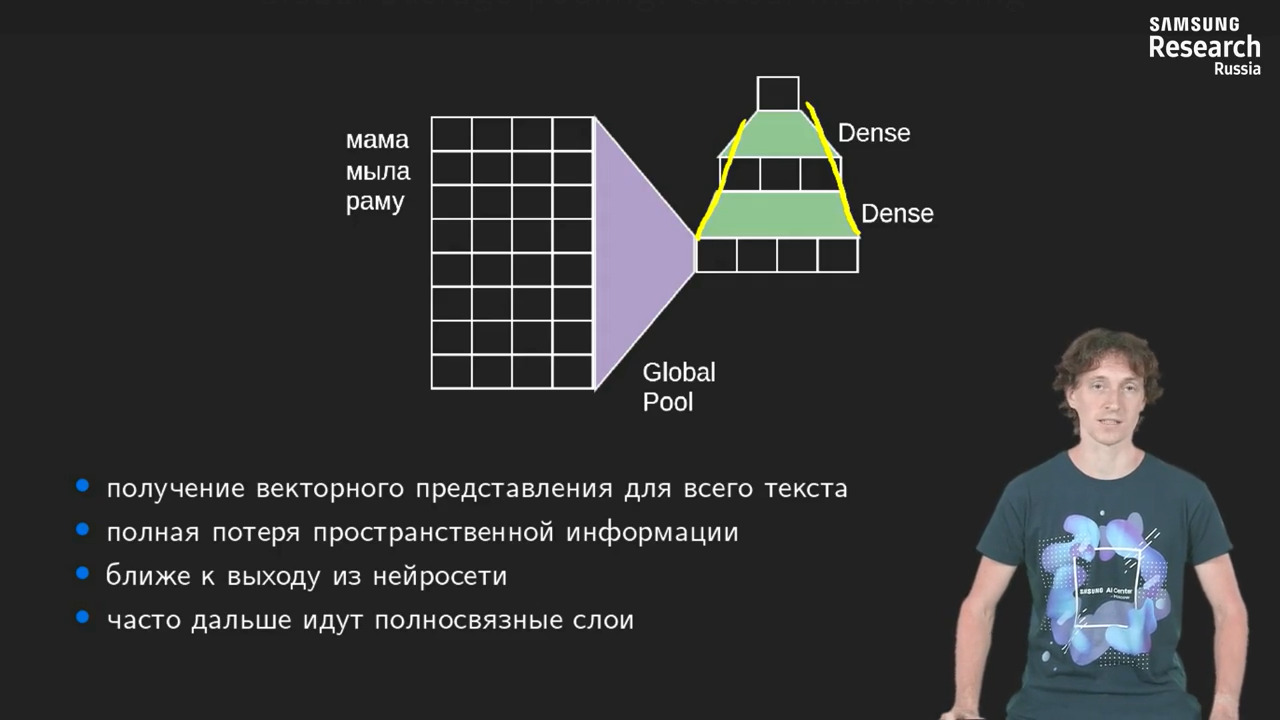 SAMSUNG
Research
Russia
мама
мыла
раму
Dense
Dense
Global
Pool
получение векторного представления для всего текста
полная потеря пространственной информации
ближе к выходу из нейросети
часто дальше идут полносвязные слои
SAMSUNG AI Center